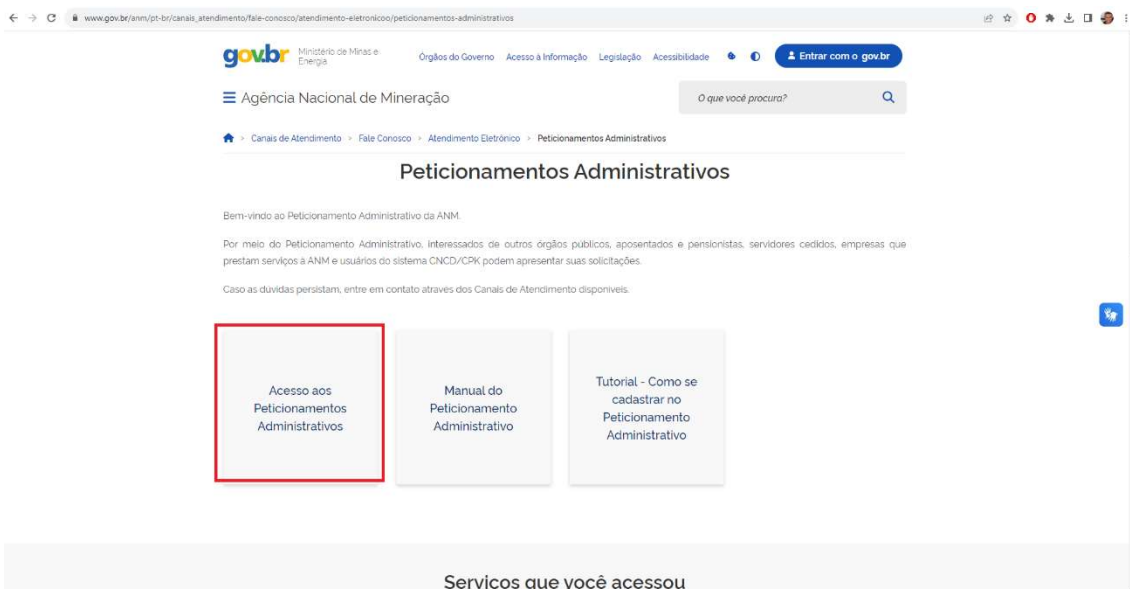 www.gov.br/anm/pt-br/canais_atendimento/fale-conosco/atendimento-eletronicoo/peticionamentos-administrativos
gov.br
Ministério de Minas e
Energia
Órgãos do Governo Acesso à Informação Legislação Acessibilidade
Entrar com o gov.br
Agência Nacional de Mineração
O que você procura?
Canais de Atendimento > Fale Conosco > Atendimento Eletrônico > Peticionamentos Administrativos
Peticionamentos Administrativos
Bem-vindo ao Peticionamento Administrativo da ANM.
Por meio do Peticionamento Administrativo, interessados de outros órgãos públicos, aposentados e pensionistas, servidores cedidos, empresas que
prestam serviços à ANM e usuários do sistema CNCD/CPK podem apresentar suas solicitações.
Caso as dúvidas persistam, entre em contato através dos Canais de Atendimento disponíveis.
Acesso aos
Peticionamentos
Administrativos
Manual do
Peticionamento
Administrativo
Tutorial - Como se
cadastrar no
Peticionamento
Administrativo
Serviços que você acessou